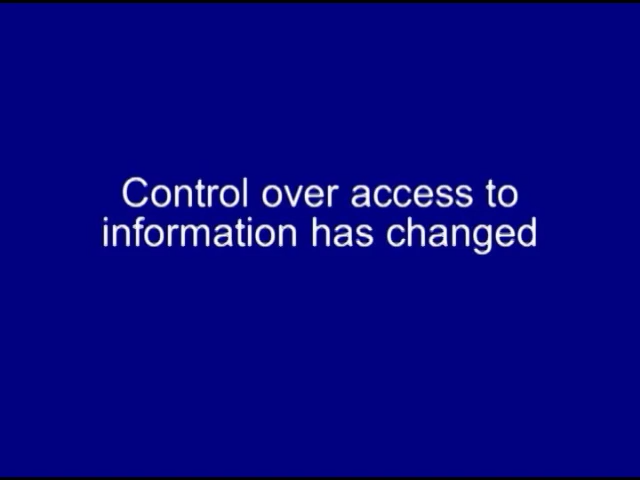 Control over access to
information has changed